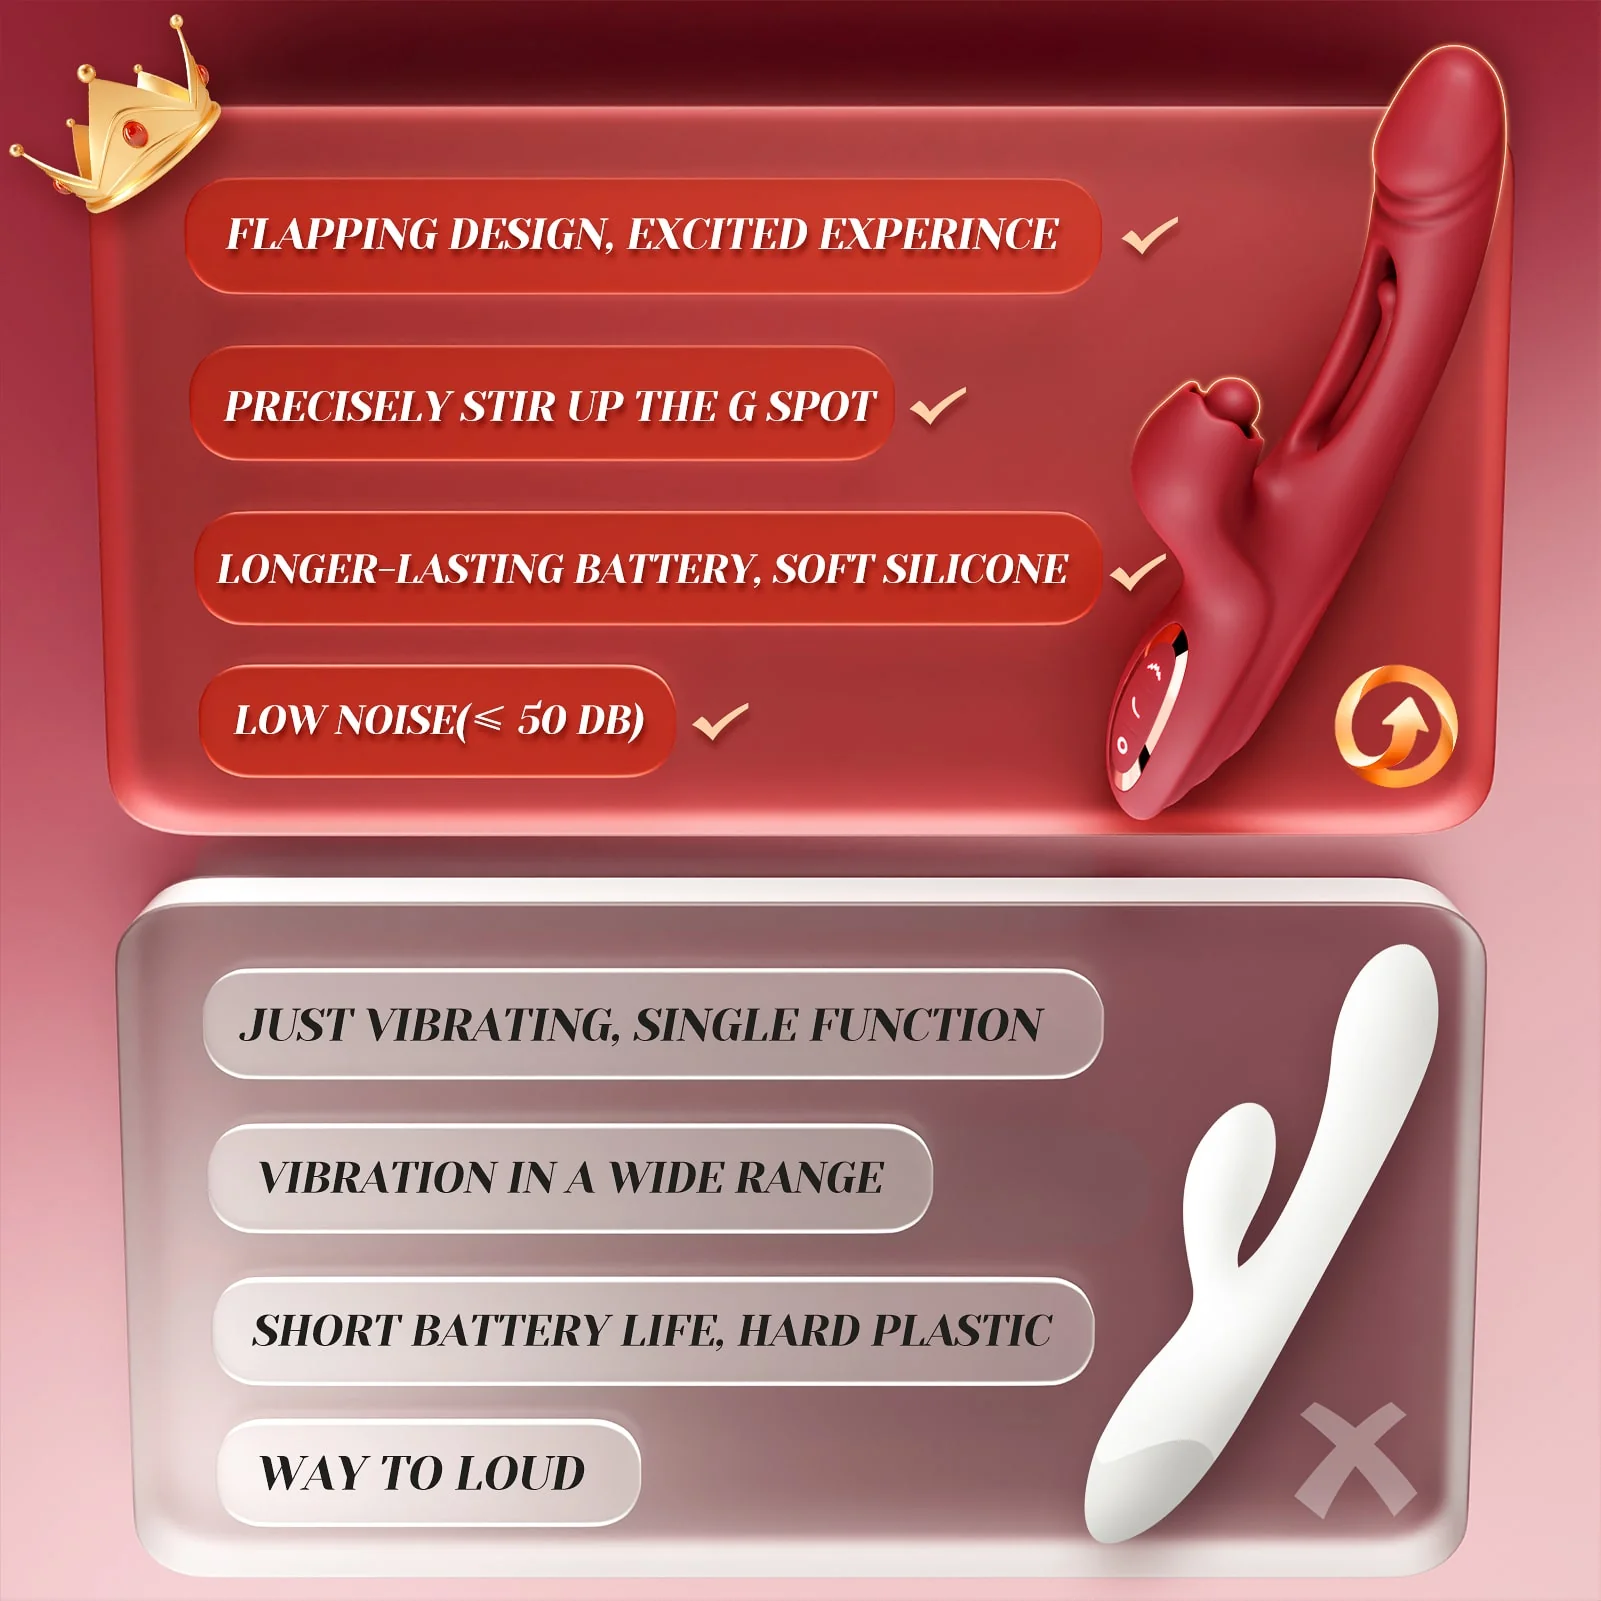 FLAPPING DESIGN, EXCITED EXPERINCE
PRECISELY STIR UP THE G SPOT
LONGER-LASTING BATTERY, SOFT SILICONE
LOW NOISE(⩽ 50 DB)
JUST VIBRATING, SINGLE FUNCTION
VIBRATION IN A WIDE RANGE
SHORT BATTERY LIFE, HARD PLASTIC
WAY TO LOUD